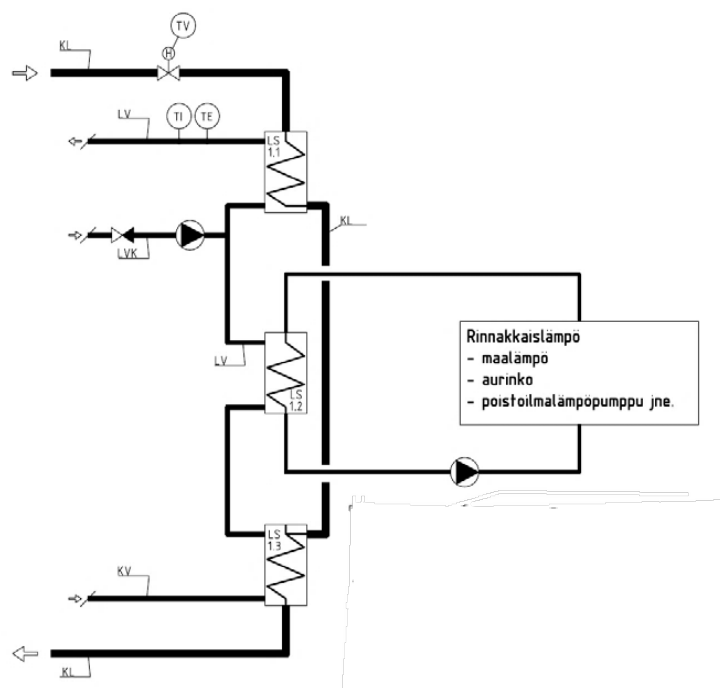 TV
H
KL
LV
TI
TE
LS
1.1
KL
LVK
LV
LS
1.2
Rinnakkaislämpö
- maalämpö
- aurinko
- poistoilmalämpöpumppu jne.
LS
1.3
KV
KL